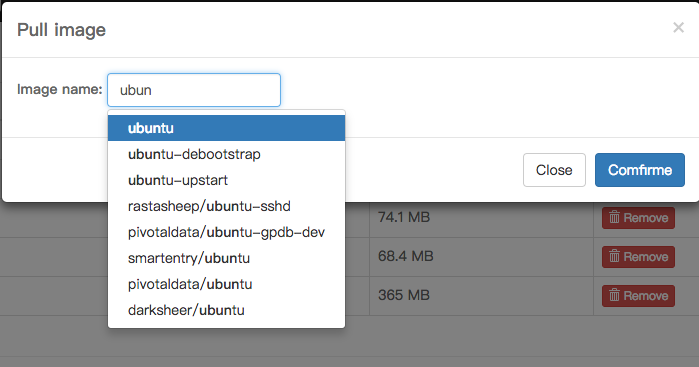 Pull image
×
Image name: ubun
ubuntu
ubuntu-debootstrap
ubuntu-upstart
rastasheep/ubuntu-sshd
pivotaldata/ubuntu-gpdb-dev
smartentry/ubuntu
pivotaldata/ubuntu
darksheer/ubuntu
Close Comfirme
74.1 MB Remove
68.4 MB Remove
365 MB Remove